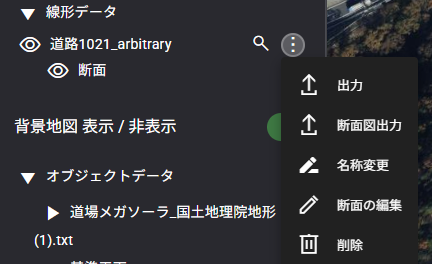 線形データ
道路1021_arbitrary
断面
出力
背景地図 表示 / 非表示
断面図出力
名称変更
オブジェクトデータ
断面の編集
道場メガソーラ_国土地理院地形
(1).txt
削除